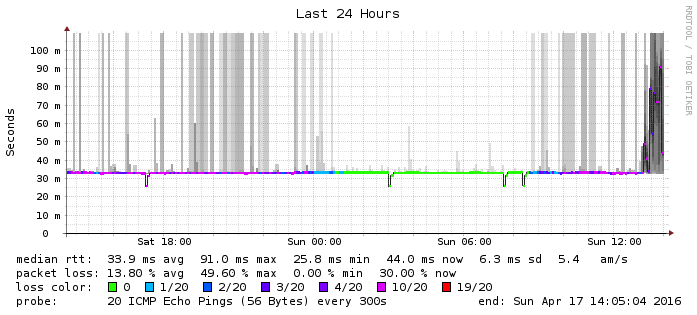 Last 24 Hours
RRDTOOL / TOBI OETIKER
Seconds
100 m
90 m
80 m
70 m
60 m
50 m
40 m
30 m
20 m
10 m
0
Sat 18:00 Sun 00:00 Sun 06:00 Sun 12:00
median rtt: 33.9 ms avg 91.0 ms max 25.8 ms min 44.0 ms now 6.3 ms sd 5.4 am/s
packet loss: 13.80 % avg 49.60 % max 0.00 % min 30.00 % now
loss color: 0 1/20 2/20 3/20 4/20 10/20 19/20
probe: 20 ICMP Echo Pings (56 Bytes) every 300s end: Sun Apr 17 14:05:04 2016